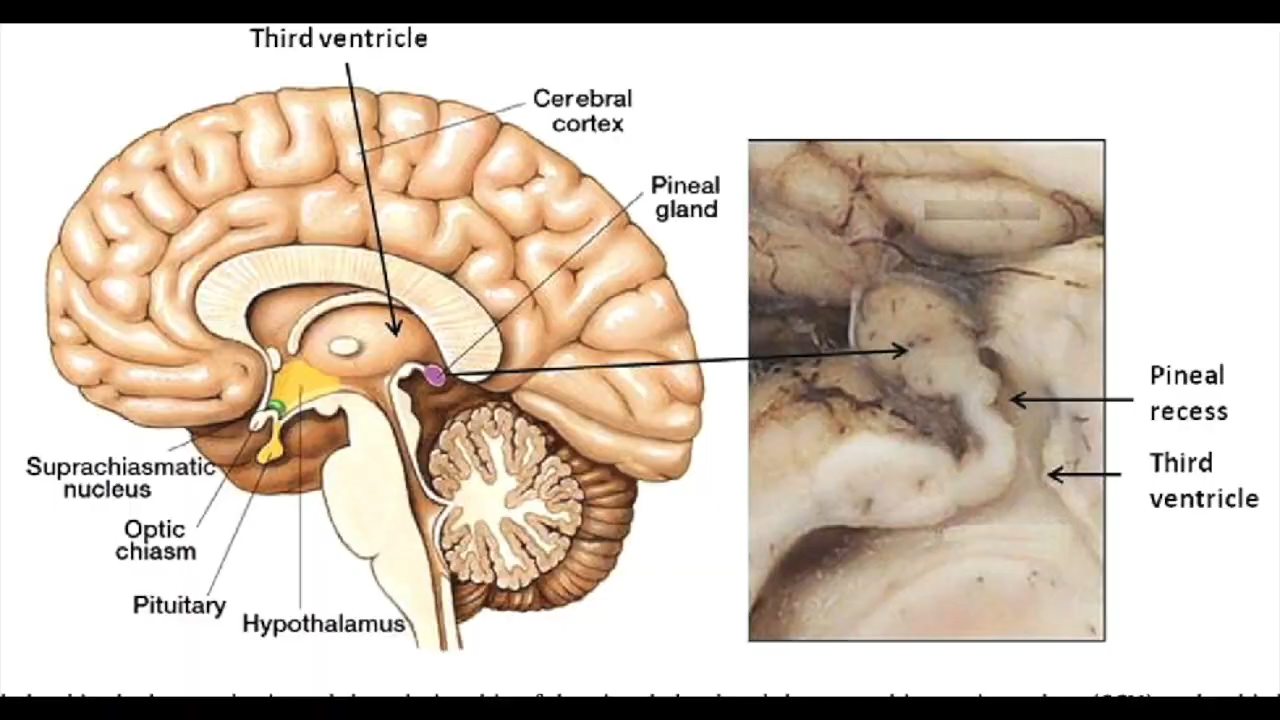 Third ventricle
Cerebral
cortex
Pineal
gland
Pineal
recess
Third
ventricle
Suprachiasmatic
nucleus
Optic
chiasm
Pituitary
Hypothalamus